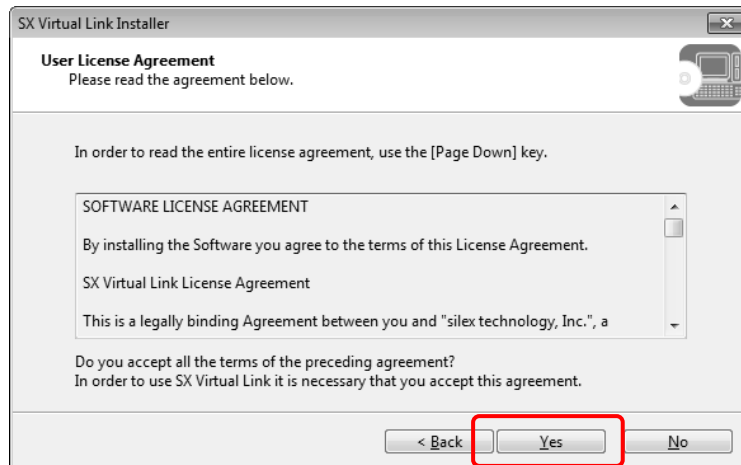 SX Virtual Link Installer
User License Agreement
Please read the agreement below.
In order to read the entire license agreement, use the [Page Down] key.
SOFTWARE LICENSE AGREEMENT
By installing the Software you agree to the terms of this License Agreement.
SX Virtual Link License Agreement
This is a legally binding Agreement between you and "silex technology, Inc.", a
Do you accept all the terms of the preceding agreement?
In order to use SX Virtual Link it is necessary that you accept this agreement.
< Back Yes No